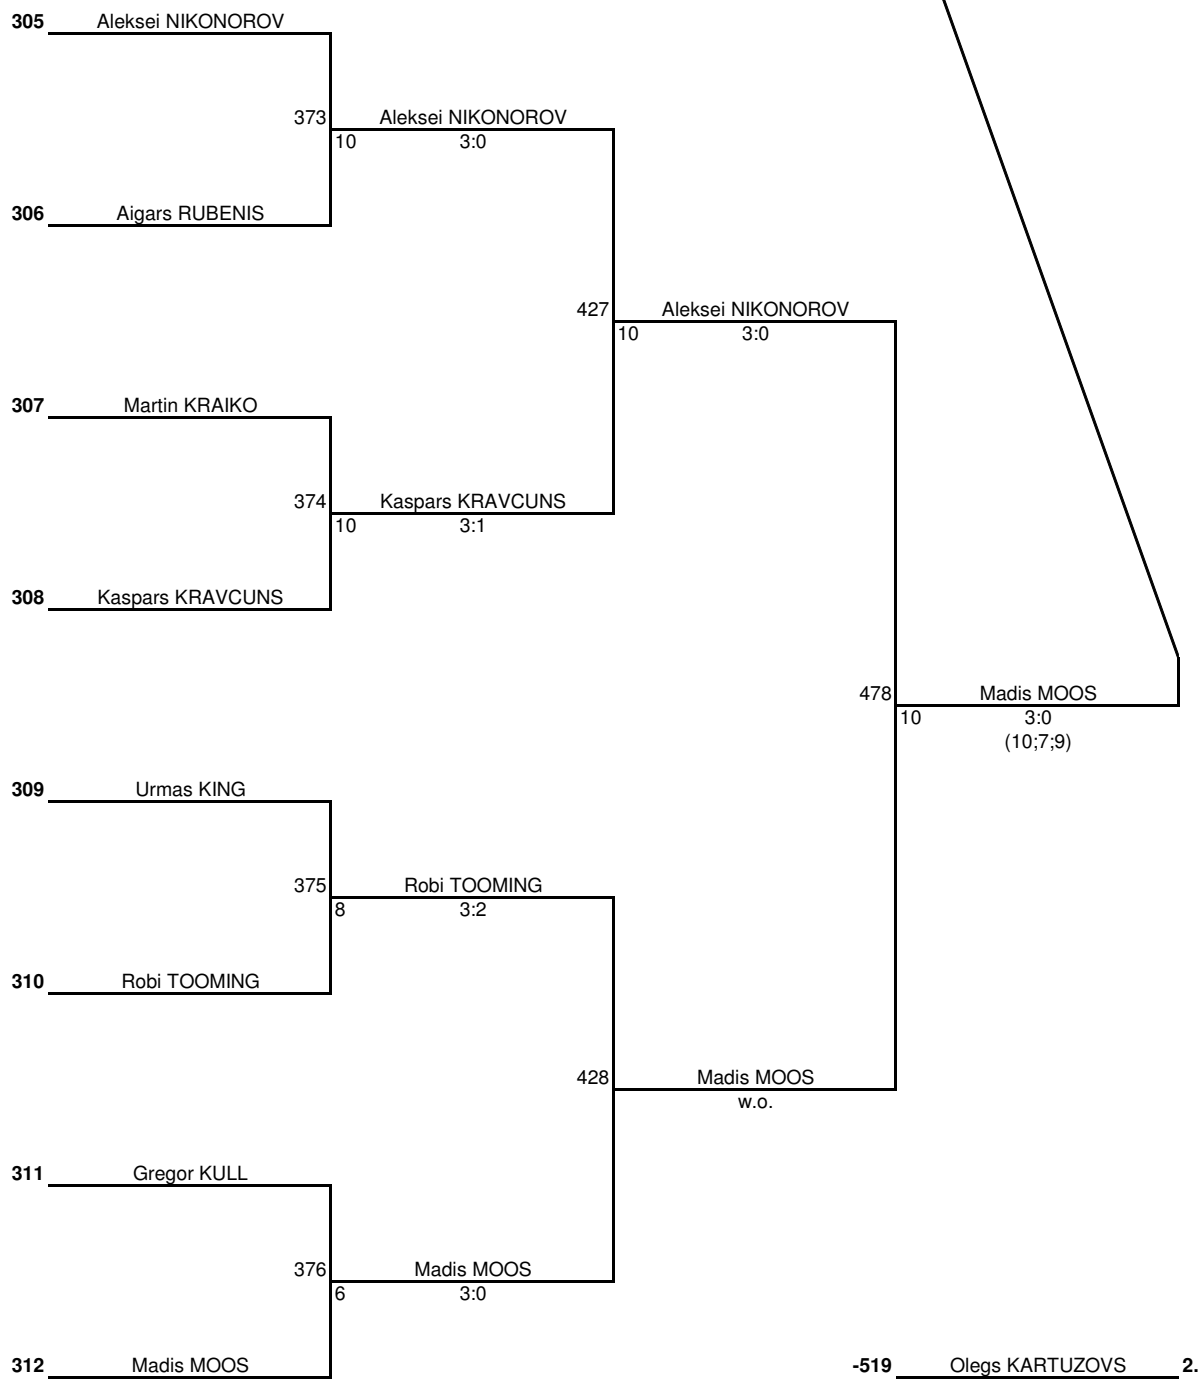 305 Aleksei NIKONOROV
373 Aleksei NIKONOROV
10 3:0
306 Aigars RUBENIS
427 Aleksei NIKONOROV
10 3:0
307 Martin KRAIKO
374 Kaspars KRAVCUNS
10 3:1
308 Kaspars KRAVCUNS
478 Madis MOOS
10 3:0
(10;7;9)
309 Urmas KING
375 Robi TOOMING
8 3:2
310 Robi TOOMING
428 Madis MOOS
w.o.
311 Gregor KULL
376 Madis MOOS
6 3:0
312 Madis MOOS
-519 Olegs KARTUZOVS 2.